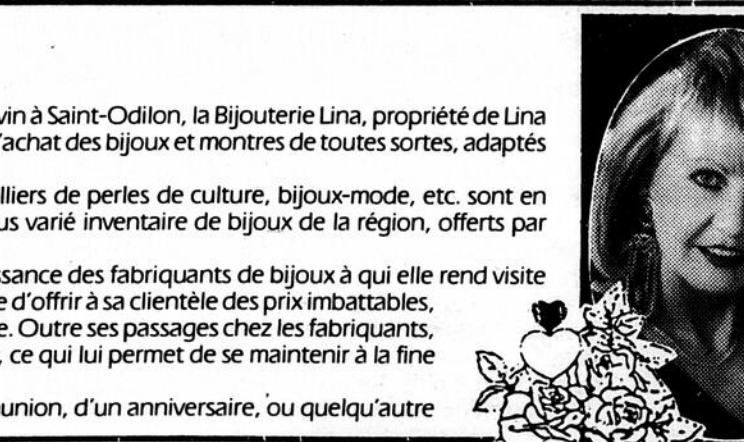 vin à Saint-Odilon, la Bijouterie Lina, propriété de Lina
'achat des bijoux et montres de toutes sortes, adaptés
lliers de perles de culture, bijoux-mode, etc. sont en
us varié inventaire de bijoux de la région, offerts par
ssance des fabriquants de bijoux à qui elle rend visite
e d'offrir à sa clientèle des prix imbattables,
e. Outre ses passages chez les fabriquants,
, ce qui lui permet de se maintenir à la fine
union, d'un anniversaire, ou quelqu'autre